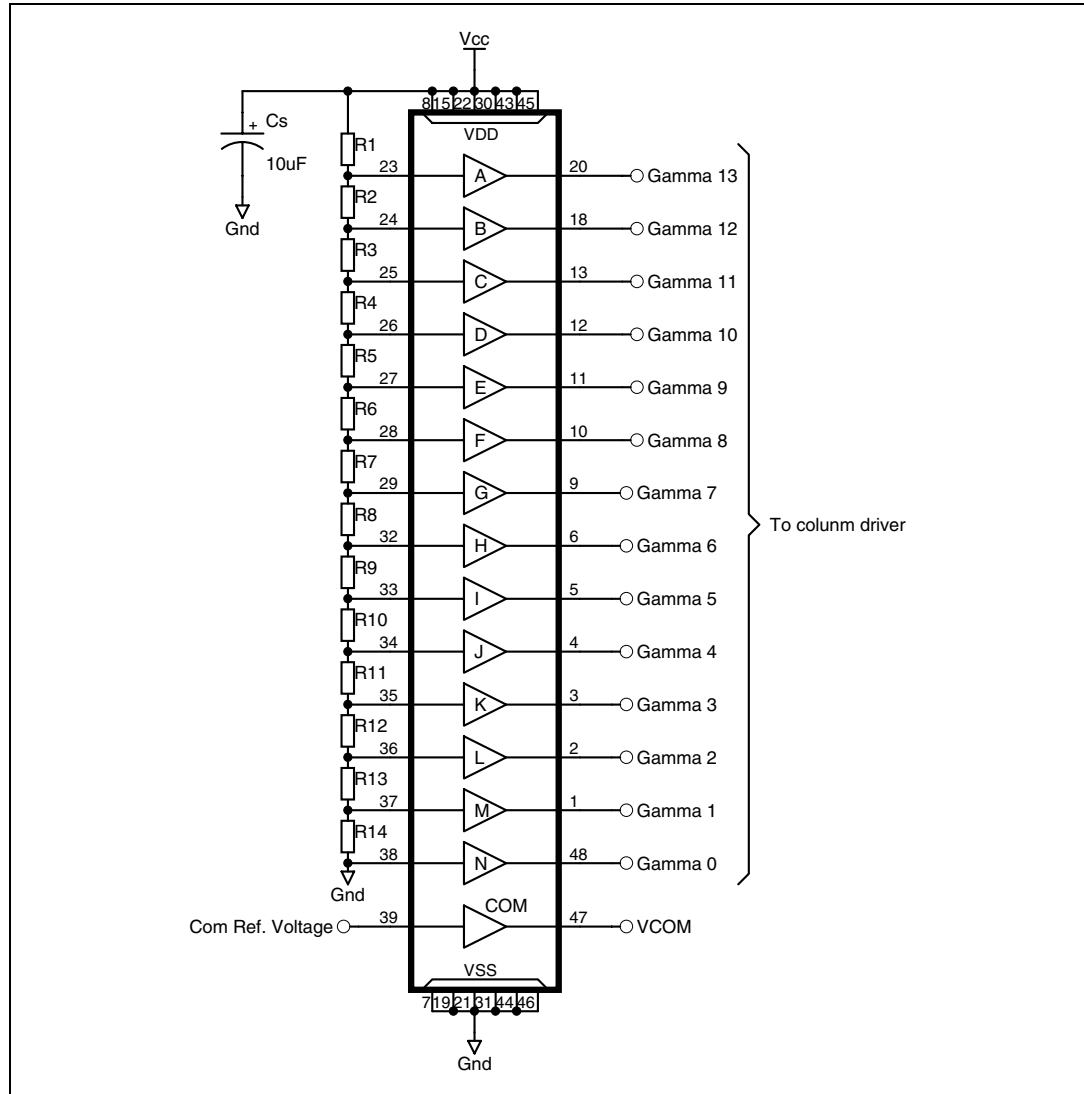 Vcc
8 15 22 30 43 45
VDD
+ Cs
10uF
Gnd
R1
23 A 20 Gamma 13
R2
24 B 18 Gamma 12
R3
25 C 13 Gamma 11
R4
26 D 12 Gamma 10
R5
27 E 11 Gamma 9
R6
28 F 10 Gamma 8
R7
29 G 9 Gamma 7
R8
To colunm driver
32 H 6 Gamma 6
R9
33 I 5 Gamma 5
R10
34 J 4 Gamma 4
R11
35 K 3 Gamma 3
R12
36 L 2 Gamma 2
R13
37 M 1 Gamma 1
R14
38 N 48 Gamma 0
Gnd
COM
Com Ref. Voltage 39 47 VCOM
VSS
7 19 21 31 44 46
Gnd